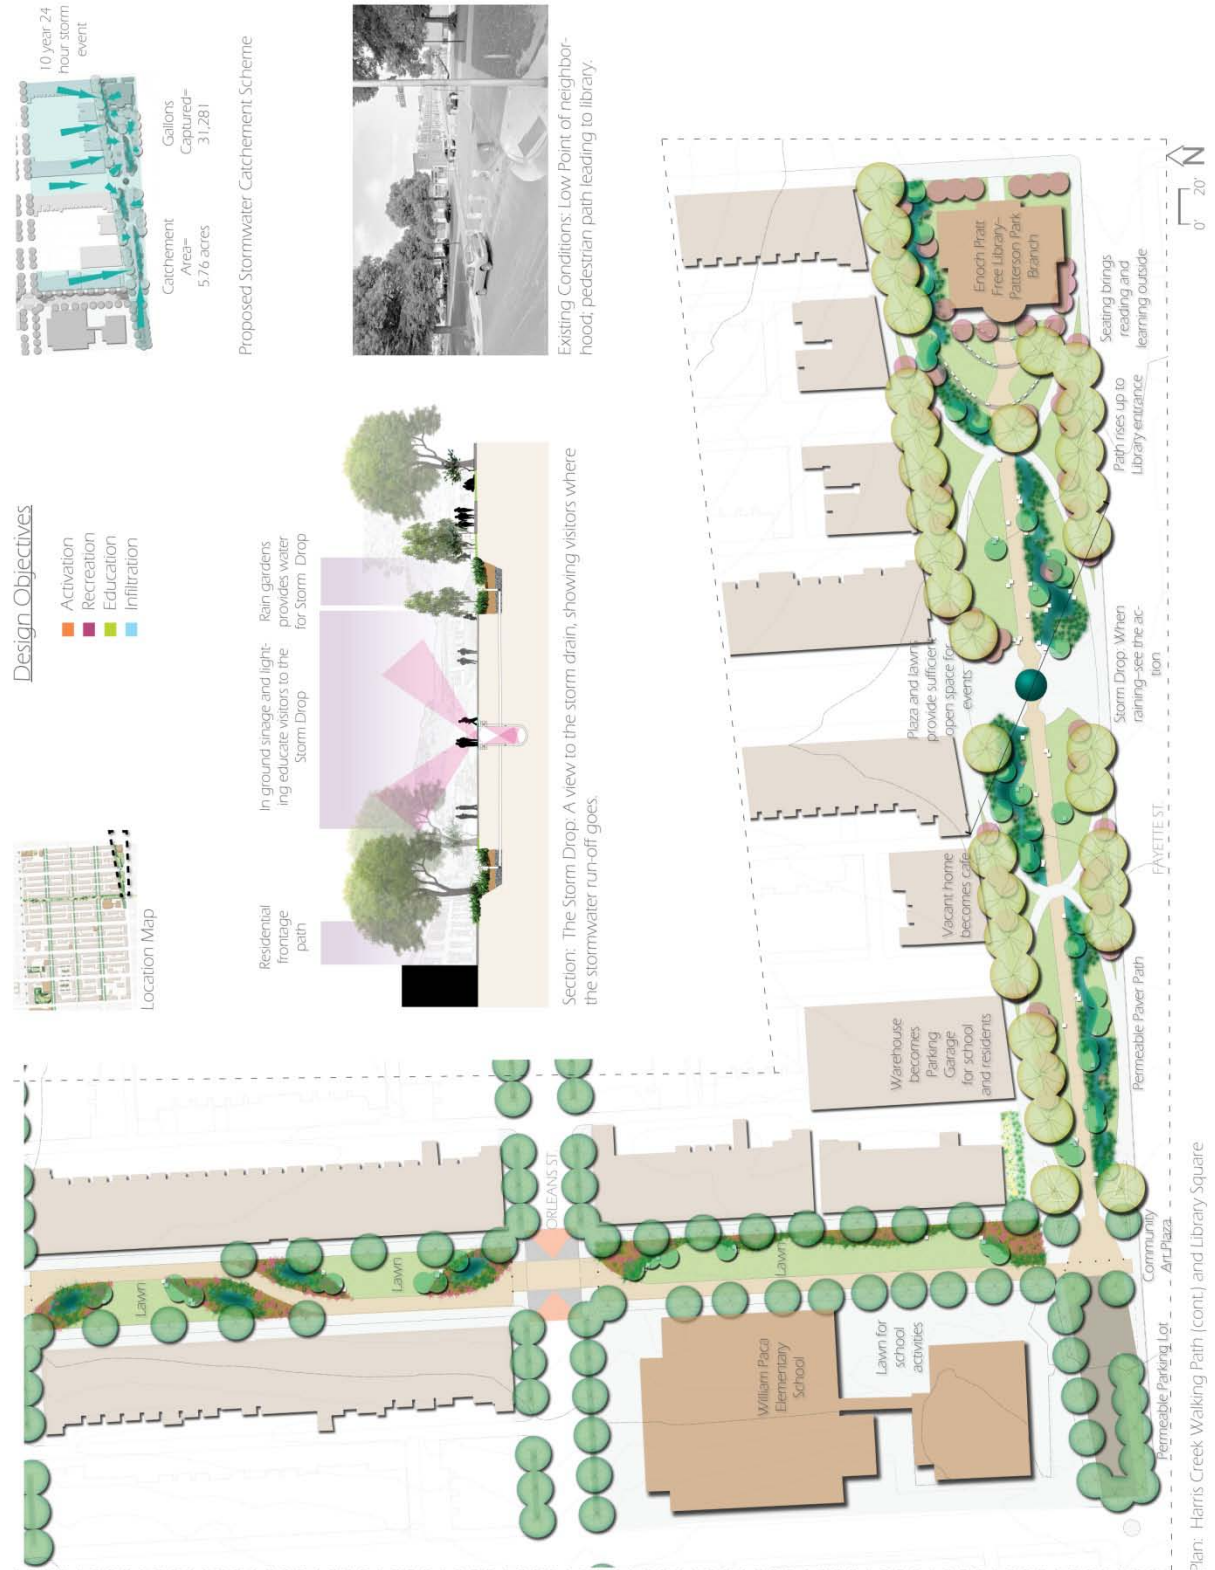 Design Objectives
Activation
Recreation
Education
Infiltration
10 year 24
hour storm
event
Catchement
Area=
5.76 acres
Gallons
Captured=
31,281
Proposed Stormwater Catchement Scheme
Location Map
Residential
frontage
path
In ground sinage and light-
ing educate visitors to the
Storm Drop
Rain gardens
provides water
for Storm Drop
Section: The Storm Drop: A view to the storm drain, showing visitors where
the stormwater run-off goes.
Existing Conditions: Low Point of neighbor-
hood; pedestrian path leading to library.
Lawn
Lawn
ORLEANS ST.
Lawn
William Paca
Elementary
School
Lawn for
school
activities
Permeable Parking Lot
Community
Art Plaza
Warehouse
becomes
Parking
Garage
for school
and residents
Vacant home
becomes cafe
Plaza and lawns
provide sufficient
open space for
events
Permeable Paver Path
FAYETTE ST.
Storm Drop: When
raining–see the ac-
tion
Path rises up to
Library entrance
Seating brings
reading and
learning outside
Enoch Pratt
Free Library–
Patterson Park
Branch
0' 20'
N
Plan: Harris Creek Walking Path (cont.) and Library Square